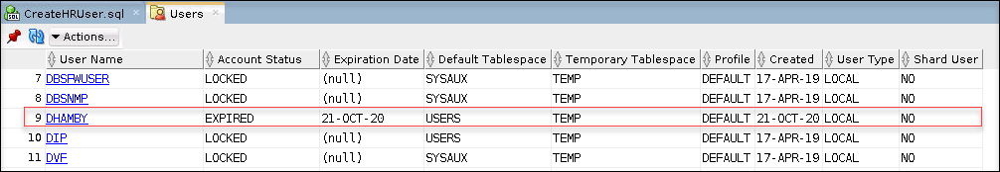 CreateHRUser.sql Users
Actions...
User Name Account Status Expiration Date Default Tablespace Temporary Tablespace Profile Created User Type Shard User
7 DBSFWUSER LOCKED (null) SYSAUX TEMP DEFAULT 17-APR-19 LOCAL NO
8 DBSNMP LOCKED (null) SYSAUX TEMP DEFAULT 17-APR-19 LOCAL NO
9 DHAMBY EXPIRED 21-OCT-20 USERS TEMP DEFAULT 21-OCT-20 LOCAL NO
10 DIP LOCKED (null) USERS TEMP DEFAULT 17-APR-19 LOCAL NO
11 DVF LOCKED (null) SYSAUX TEMP DEFAULT 17-APR-19 LOCAL NO